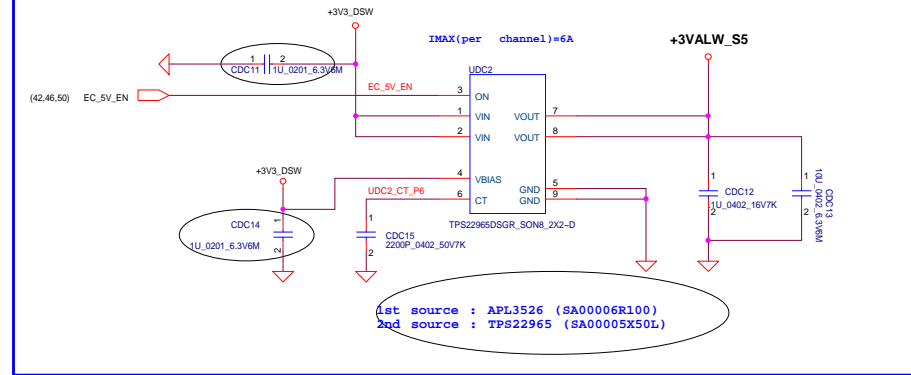 +3V3_DSW
IMAX(per channel)=6A
+3VALW_S5
1 2
CDC11 1U_0201_6.3V6M
UDC2
(42,46,50) EC_5V_EN
EC_5V_EN
3 ON
1 VIN VOUT 7
2 VIN VOUT 8
+3V3_DSW
4 VBIAS
UDC2_CT_P6
6 CT
GND 5
GND 9
TPS22965DSGR_SON8_2X2~D
1
CDC14
1U_0201_6.3V6M
2
1
CDC15
2200P_0402_50V7K
2
1
CDC12
.1U_0402_16V7K
2
1
CDC13
10U_0402_6.3V6M
2
1st source : APL3526 (SA00006R100)
2nd source : TPS22965 (SA00005X50L)